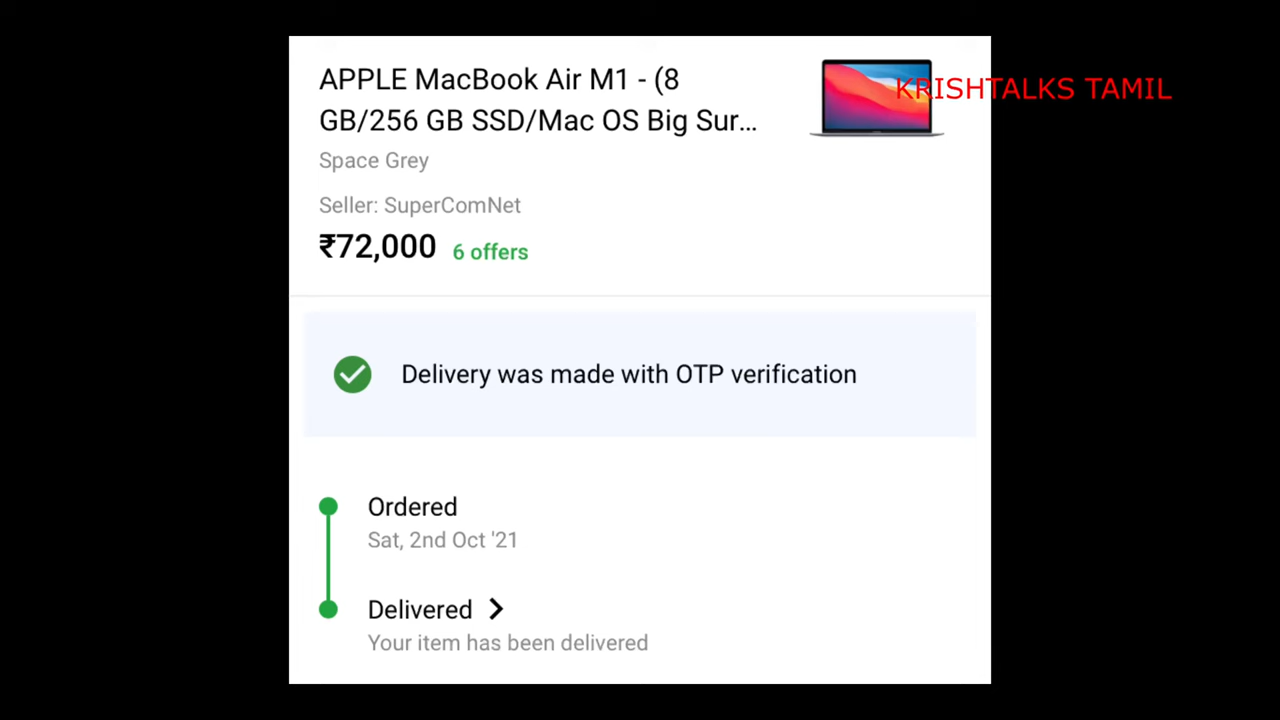 APPLE MacBook Air M1 - (8
GB/256 GB SSD/Mac OS Big Sur...
KRISHTALKS TAMIL
Space Grey
Seller: SuperComNet
₹72,000 6 offers
Delivery was made with OTP verification
Ordered
Sat, 2nd Oct '21
Delivered
Your item has been delivered